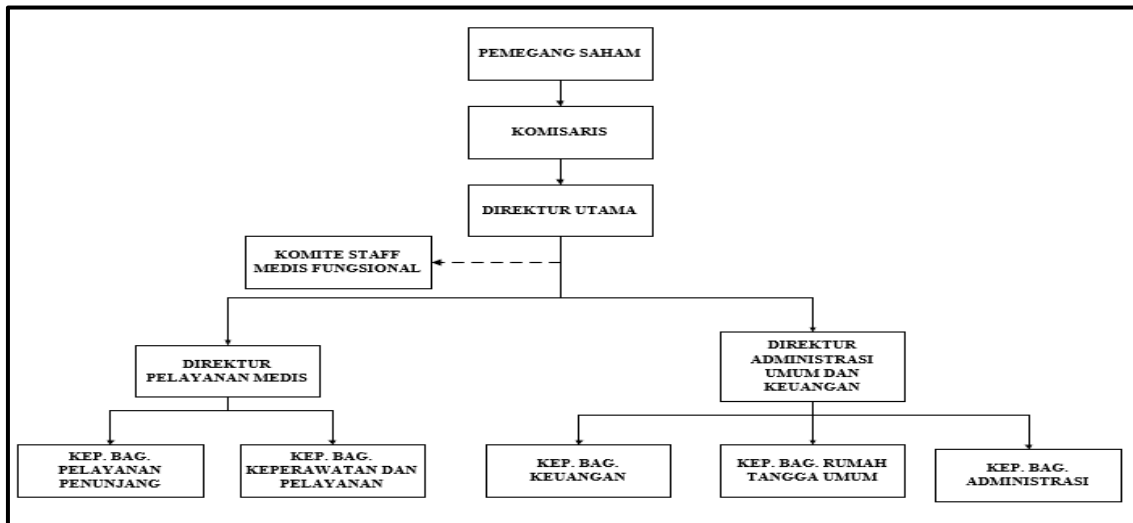 PEMEGANG SAHAM
KOMISARIS
DIREKTUR UTAMA
KOMITE STAFF
MEDIS FUNGSIONAL
DIREKTUR
PELAYANAN MEDIS
DIREKTUR
ADMINISTRASI
UMUM DAN
KEUANGAN
KEP. BAG.
PELAYANAN
PENUNJANG
KEP. BAG.
KEPERAWATAN DAN
PELAYANAN
KEP. BAG.
KEUANGAN
KEP. BAG. RUMAH
TANGGA UMUM
KEP. BAG.
ADMINISTRASI